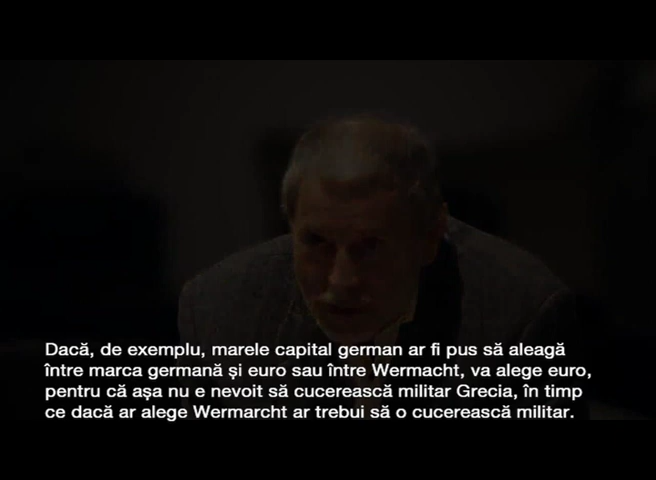 Dacă, de exemplu, marele capital german ar fi pus să aleagă
între marca germană și euro sau între Wermacht, va alege euro,
pentru că așa nu e nevoit să cucerească militar Grecia, în timp
ce dacă ar alege Wermarcht ar trebui să o cucerească militar.